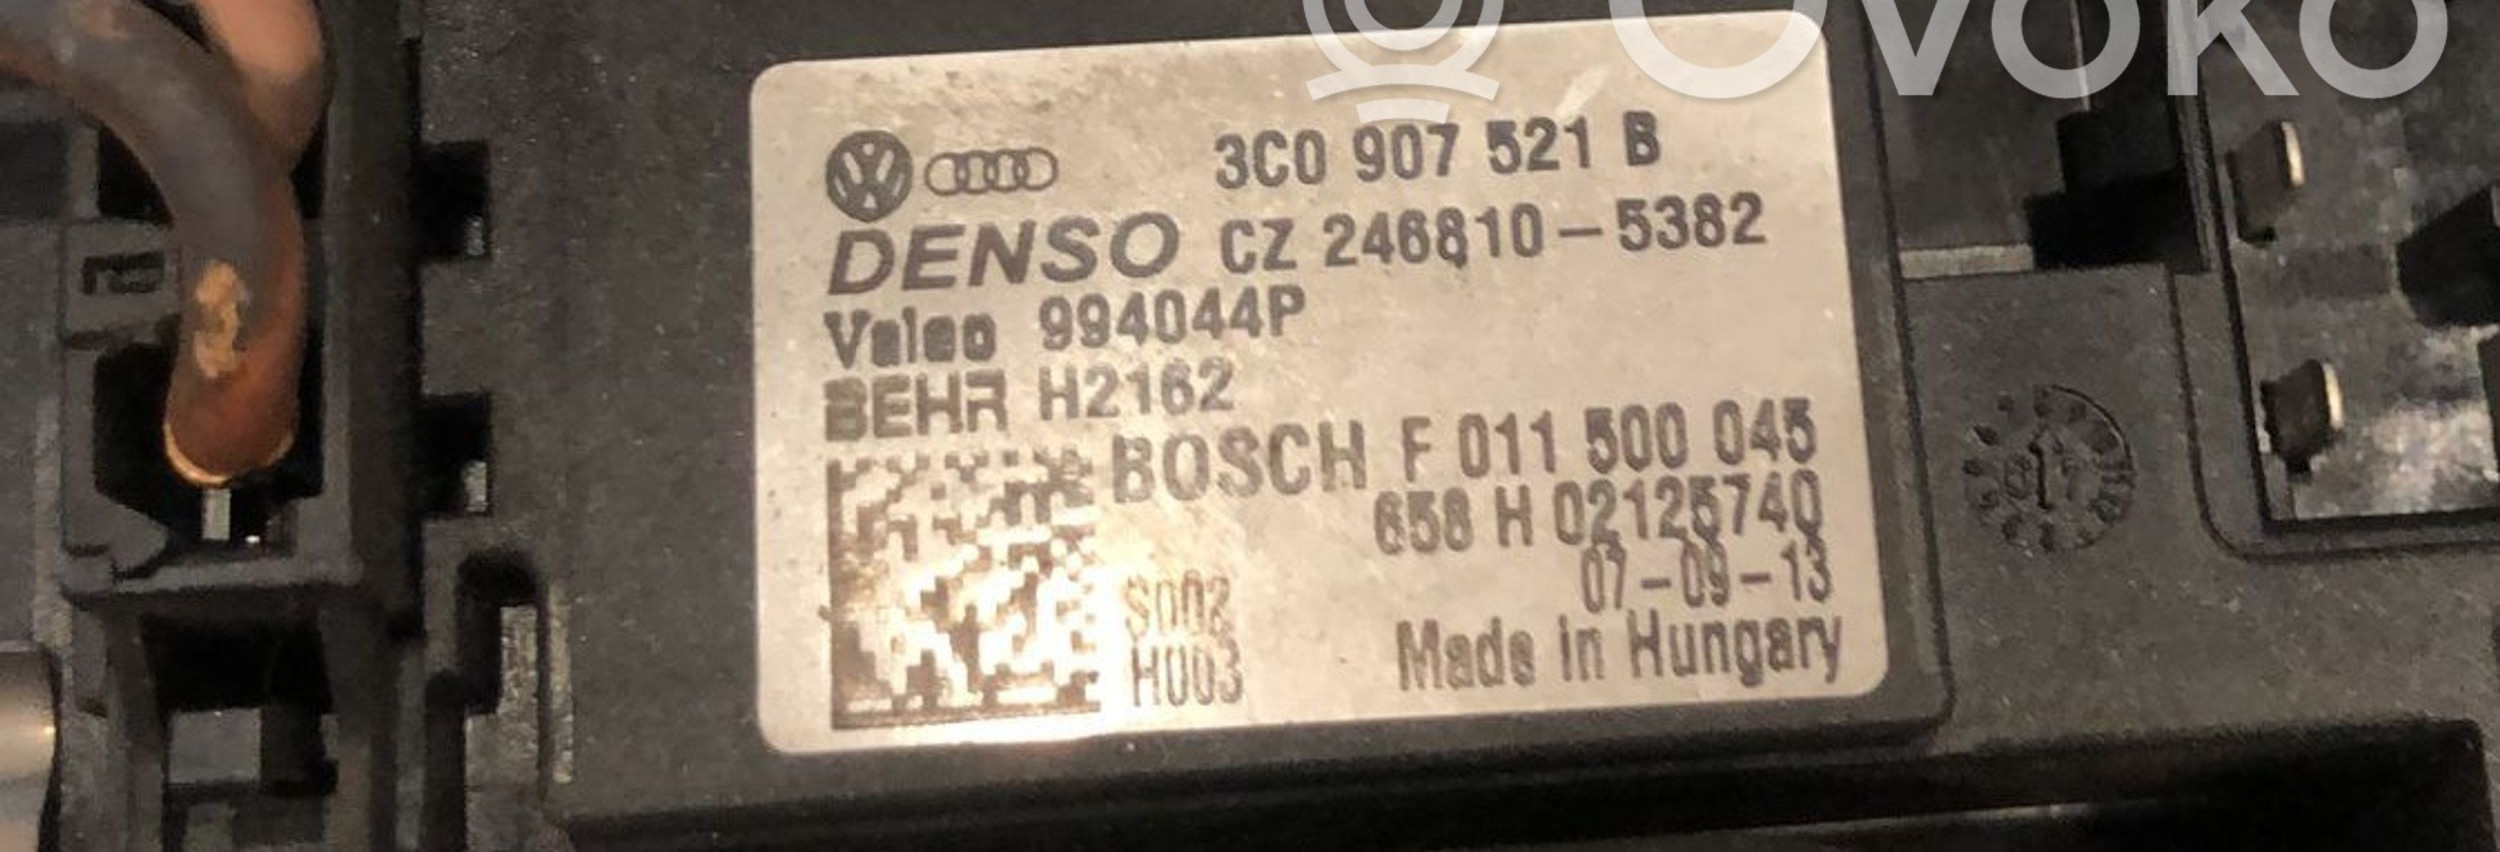 Ovoko
3C0 907 521 B
DENSO CZ 246810-5382
Valeo 994044P
BEHR H2162
BOSCH F 011 500 045
658 H 02125740
07-09-13
S002
H003
Made in Hungary